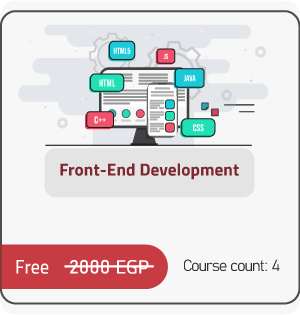 HTML5
JS
HTML
JAVA
C++
CSS
Front-End Development
Free 2000 EGP Course count: 4